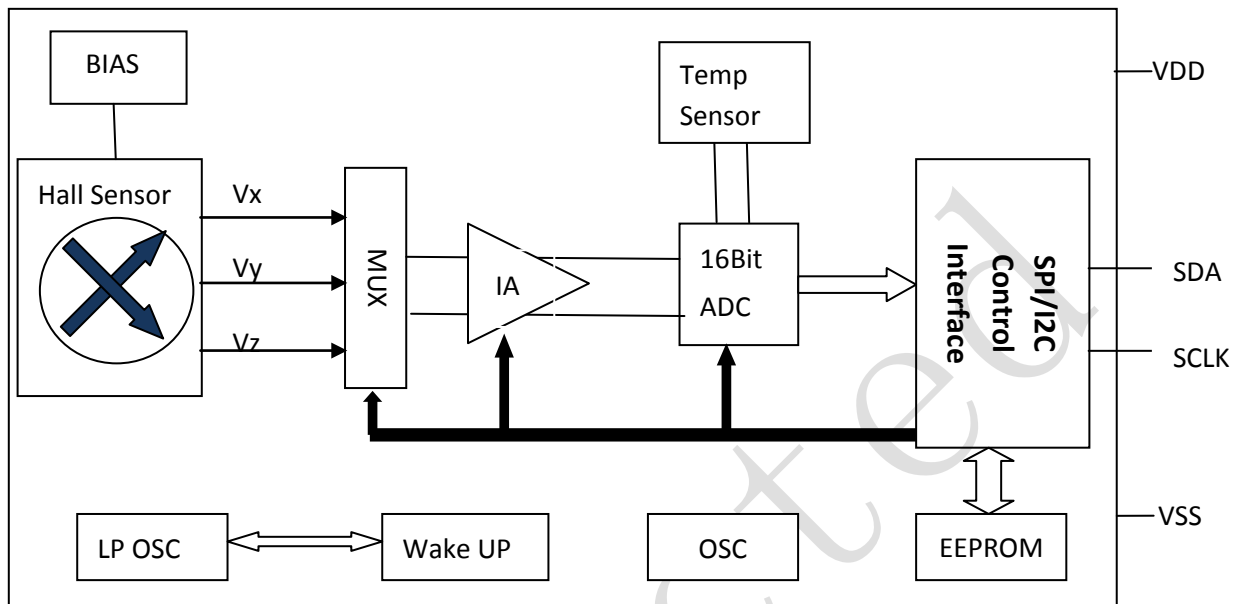 BIAS
Temp
Sensor
VDD
Hall Sensor
Vx
Vy
Vz
MUX
IA
16Bit
ADC
SPI/I2C
Control
Interface
SDA
SCLK
VSS
LP OSC
Wake UP
OSC
EEPROM
cted